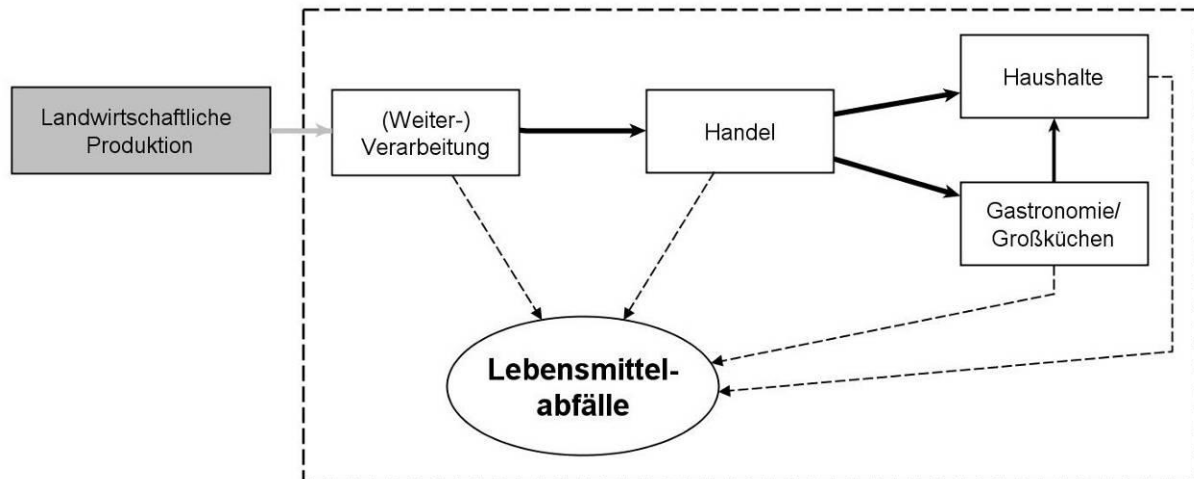 Landwirtschaftliche
Produktion
(Weiter-)
Verarbeitung
Handel
Haushalte
Gastronomie/
Großküchen
Lebensmittel-
abfälle